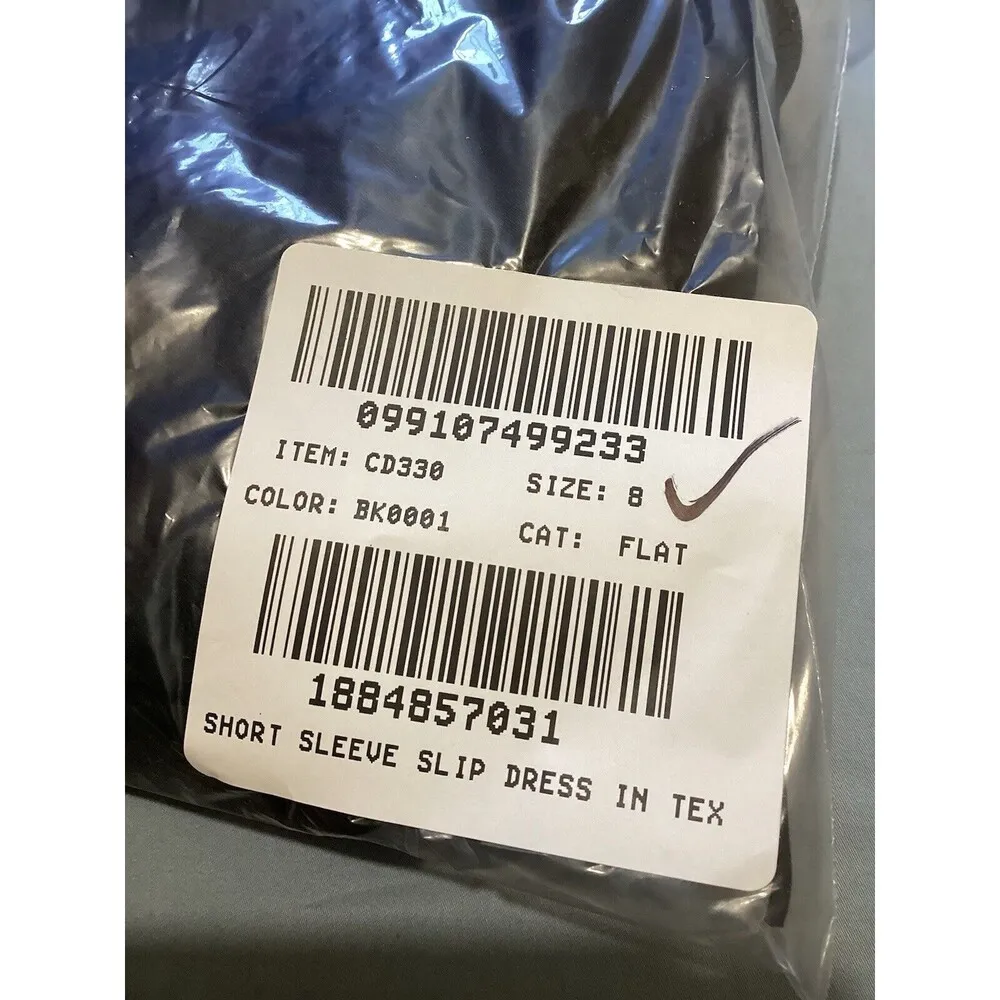 099107499233
ITEM: CD330 SIZE: 8
COLOR: BK0001 CAT: FLAT
1884857031
SHORT SLEEVE SLIP DRESS IN TEX